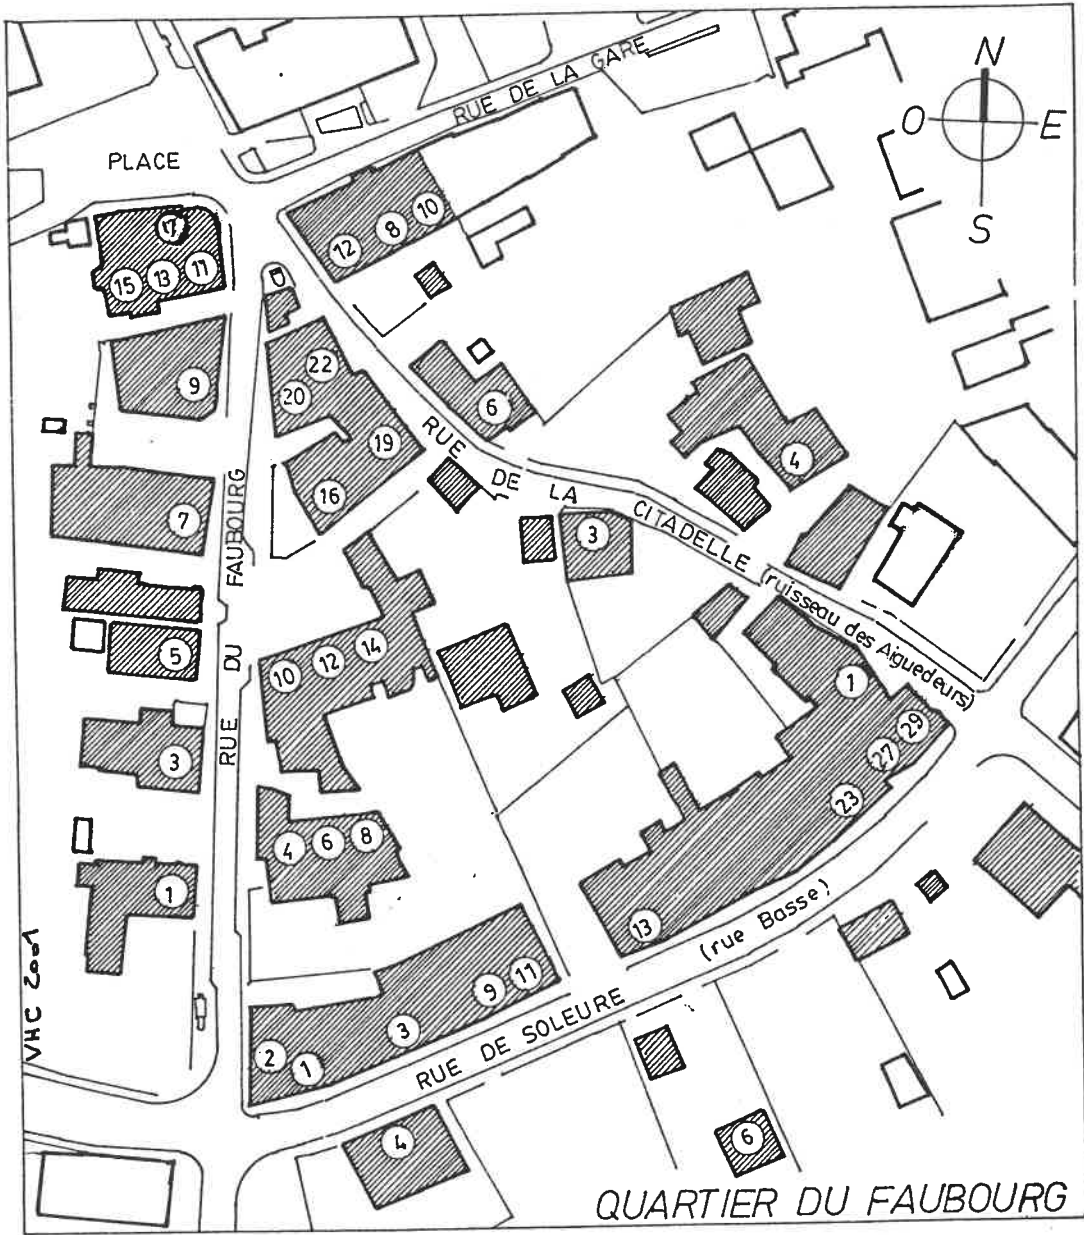 N
RUE DE LA GARE
O
E
PLACE
S
10
8
12
17
15
13
11
22
9
20
6
19
RUE DE LA CITADELLE
4
16
3
7
RUE DU FAUBOURG
(ruisseau des Aiguedeurs)
5
10
12
14
1
3
29
27
23
4
6
8
1
13
(rue Basse)
9
11
VHC 2001
3
2
1
RUE DE SOLEURE
4
6
QUARTIER DU FAUBOURG